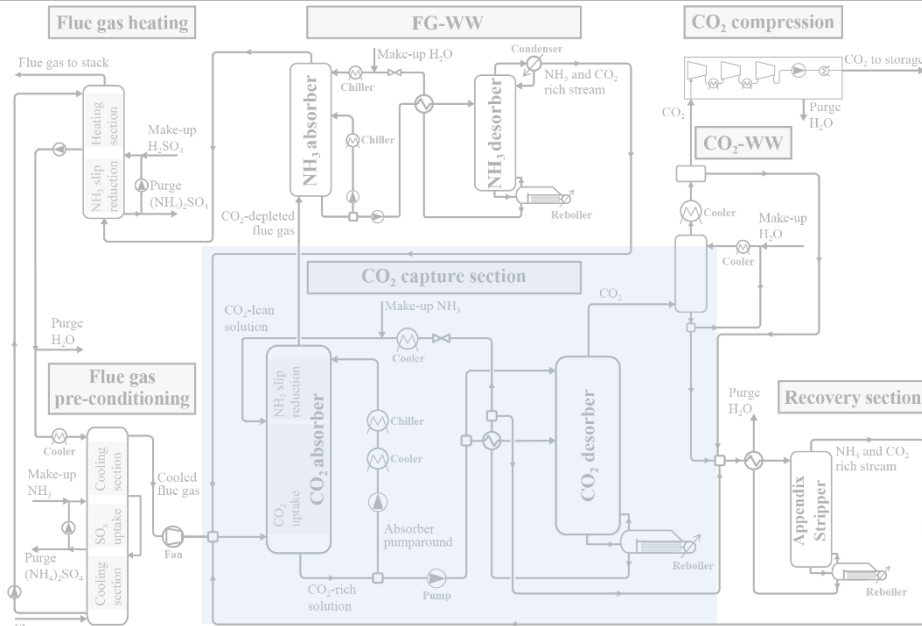 Flue gas heating
FG-WW
CO₂ compression
Flue gas to stack
Heating section
NH₃ slip reduction
Make-up
H₂SO₄
Purge
(NH₄)₂SO₄
Make-up H₂O
Chiller
NH₃ absorber
Chiller
CO₂-depleted
flue gas
Condenser
NH₃ and CO₂
rich stream
NH₃ desorber
Reboiler
CO₂ to storage
CO₂
Purge
H₂O
CO₂-WW
Cooler
Make-up
H₂O
Cooler
CO₂ capture section
CO₂-lean
solution
Make-up NH₃
Cooler
CO₂
NH₃ slip
reduction
CO₂
uptake
CO₂ absorber
Chiller
Cooler
Absorber
pumparound
CO₂-rich
solution
Pump
CO₂ desorber
Reboiler
Purge
H₂O
Flue gas
pre-conditioning
Cooler
Make-up
NH₃
Purge
(NH₄)₂SO₄
Cooling
section
SOₓ
uptake
Cooling
section
Cooled
flue gas
Fan
Purge
H₂O
Recovery section
NH₃ and CO₂
rich stream
Appendix
Stripper
Reboiler